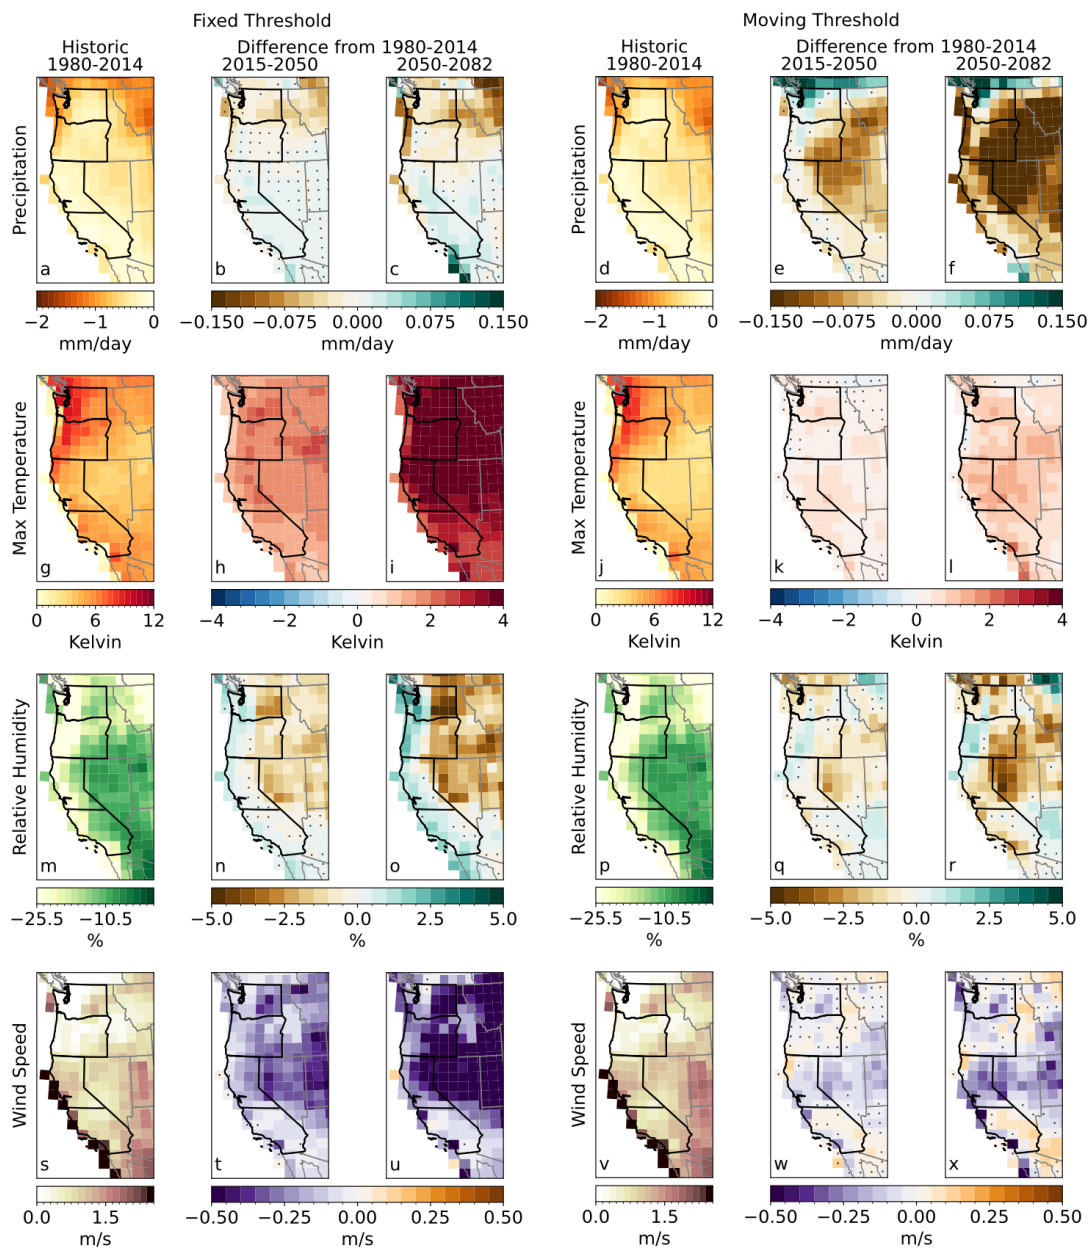 Fixed Threshold
Moving Threshold
Historic
1980-2014
Difference from 1980-2014
2015-2050
2050-2082
Historic
1980-2014
Difference from 1980-2014
2015-2050
2050-2082
Precipitation
a
b
c
Precipitation
d
e
f
−2 −1 0
mm/day
−0.150 −0.075 0.000 0.075 0.150
mm/day
−2 −1 0
mm/day
−0.150 −0.075 0.000 0.075 0.150
mm/day
Max Temperature
g
h
i
Max Temperature
j
k
l
0 6 12
Kelvin
−4 −2 0 2 4
Kelvin
0 6 12
Kelvin
−4 −2 0 2 4
Kelvin
Relative Humidity
m
n
o
Relative Humidity
p
q
r
−25.5 −10.5
%
−5.0 −2.5 0.0 2.5 5.0
%
−25.5 −10.5
%
−5.0 −2.5 0.0 2.5 5.0
%
Wind Speed
s
t
u
Wind Speed
v
w
x
0.0 1.5
m/s
−0.50 −0.25 0.00 0.25 0.50
m/s
0.0 1.5
m/s
−0.50 −0.25 0.00 0.25 0.50
m/s